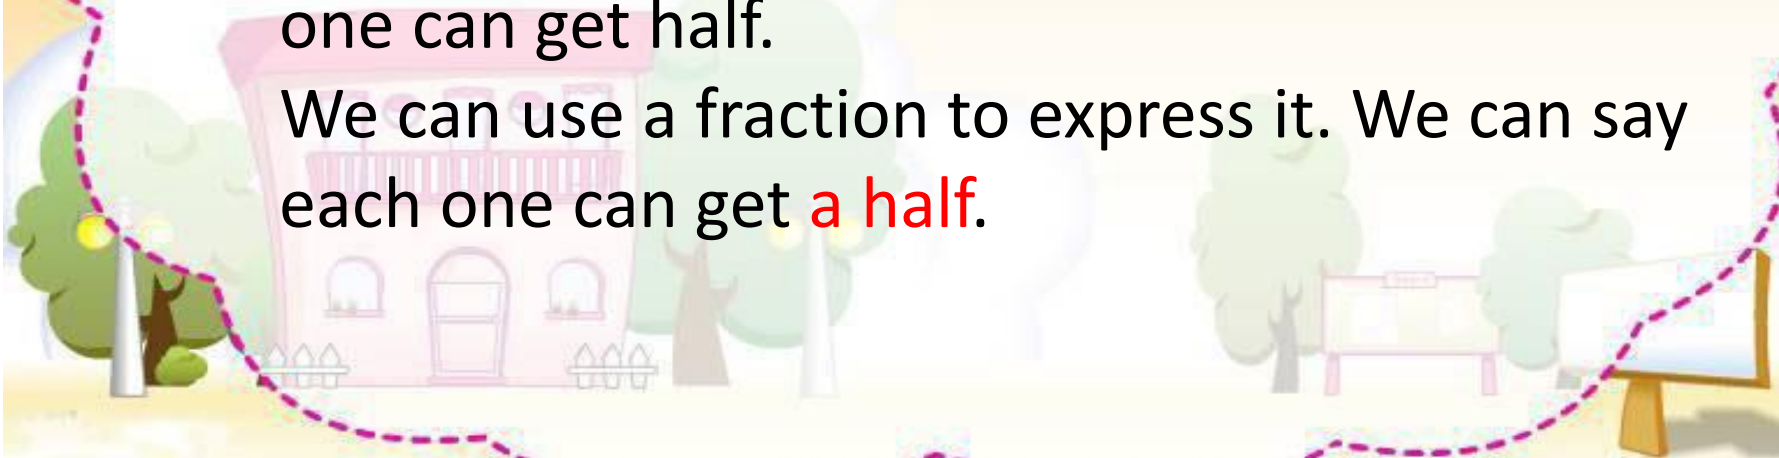 one can get half.
We can use a fraction to express it. We can say
each one can get a half.